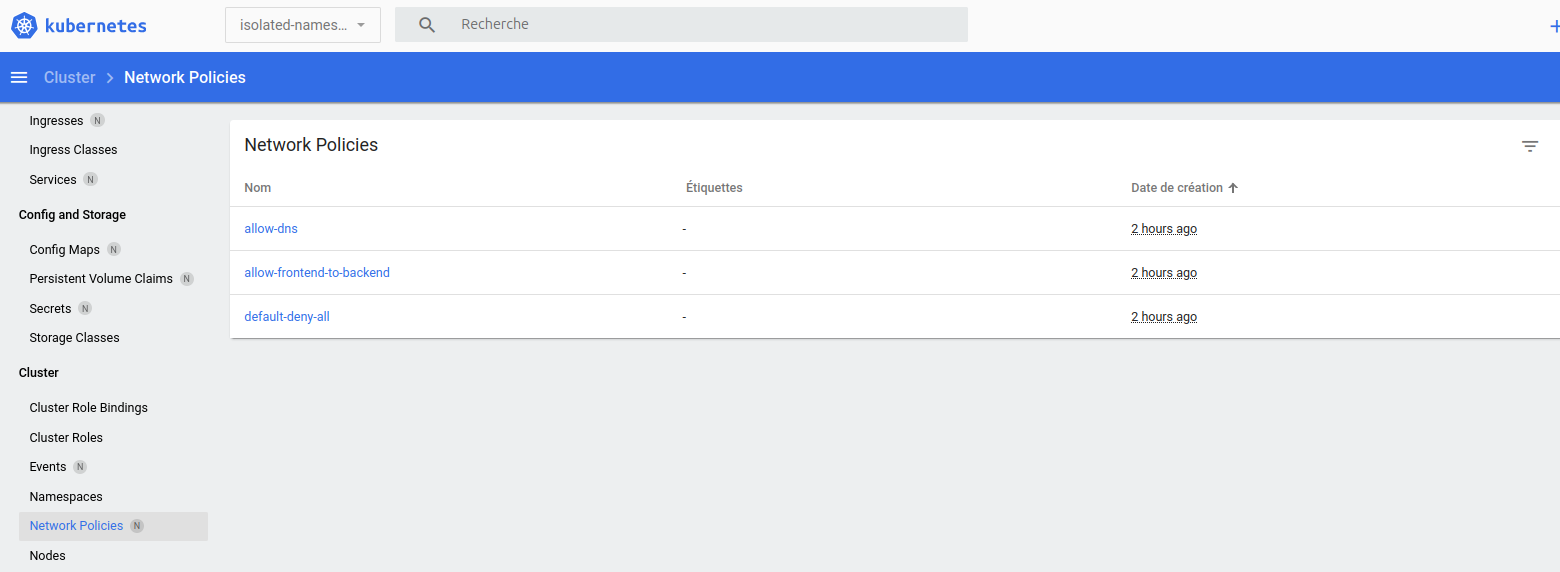 kubernetes isolated-names... Recherche
Cluster > Network Policies
Ingresses N
Ingress Classes
Services N
Config and Storage
Config Maps N
Persistent Volume Claims N
Secrets N
Storage Classes
Cluster
Cluster Role Bindings
Cluster Roles
Events N
Namespaces
Network Policies N
Nodes
Network Policies
Nom Étiquettes Date de création
allow-dns - 2 hours ago
allow-frontend-to-backend - 2 hours ago
default-deny-all - 2 hours ago